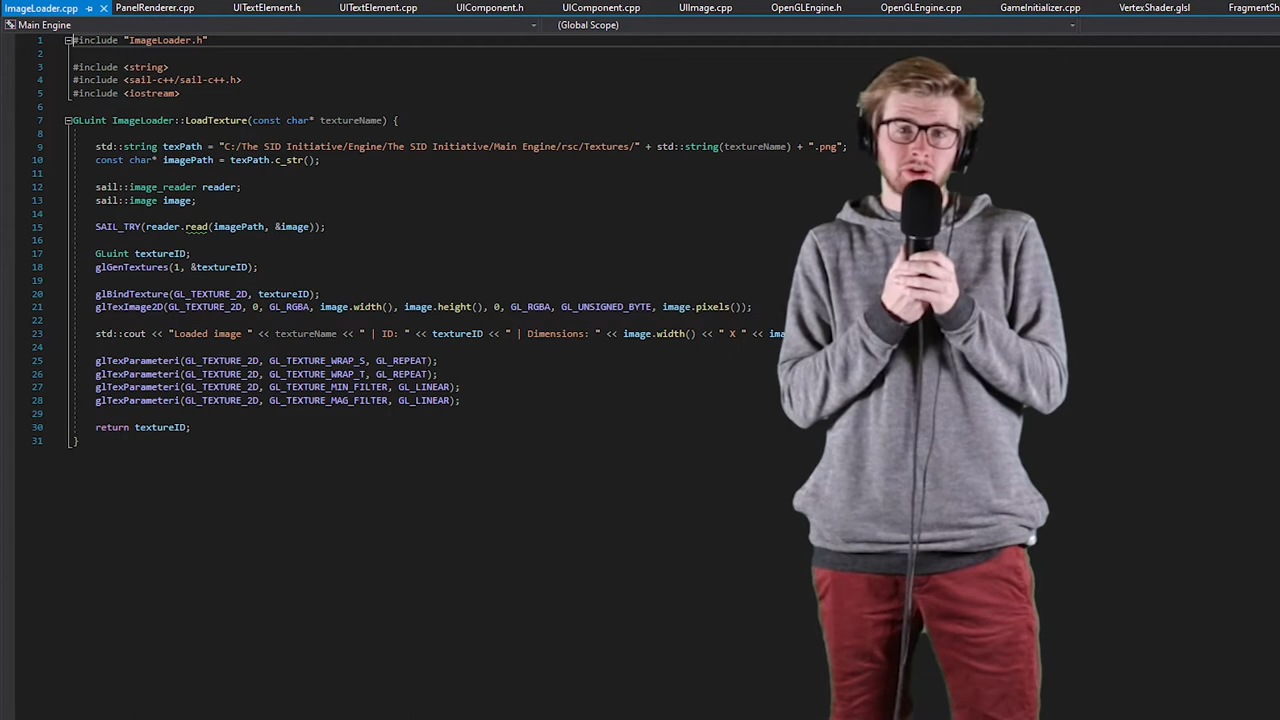 ImageLoader.cpp PanelRenderer.cpp UITextElement.h UITextElement.cpp UIComponent.h UIComponent.cpp UIImage.cpp OpenGLEngine.h OpenGLEngine.cpp GameInitializer.cpp VertexShader.glsl FragmentSh
Main Engine (Global Scope)
1 #include "ImageLoader.h"
2
3 #include <string>
4 #include <sail-c++/sail-c++.h>
5 #include <iostream>
6
7 GLuint ImageLoader::LoadTexture(const char* textureName) {
8
9 std::string texPath = "C:/The SID Initiative/Engine/The SID Initiative/Main Engine/rsc/Textures/" + std::string(textureName) + ".png";
10 const char* imagePath = texPath.c_str();
11
12 sail::image_reader reader;
13 sail::image image;
14
15 SAIL_TRY(reader.read(imagePath, &image));
16
17 GLuint textureID;
18 glGenTextures(1, &textureID);
19
20 glBindTexture(GL_TEXTURE_2D, textureID);
21 glTexImage2D(GL_TEXTURE_2D, 0, GL_RGBA, image.width(), image.height(), 0, GL_RGBA, GL_UNSIGNED_BYTE, image.pixels());
22
23 std::cout << "Loaded image " << textureName << " | ID: " << textureID << " | Dimensions: " << image.width() << " X " << ima
24
25 glTexParameteri(GL_TEXTURE_2D, GL_TEXTURE_WRAP_S, GL_REPEAT);
26 glTexParameteri(GL_TEXTURE_2D, GL_TEXTURE_WRAP_T, GL_REPEAT);
27 glTexParameteri(GL_TEXTURE_2D, GL_TEXTURE_MIN_FILTER, GL_LINEAR);
28 glTexParameteri(GL_TEXTURE_2D, GL_TEXTURE_MAG_FILTER, GL_LINEAR);
29
30 return textureID;
31 }